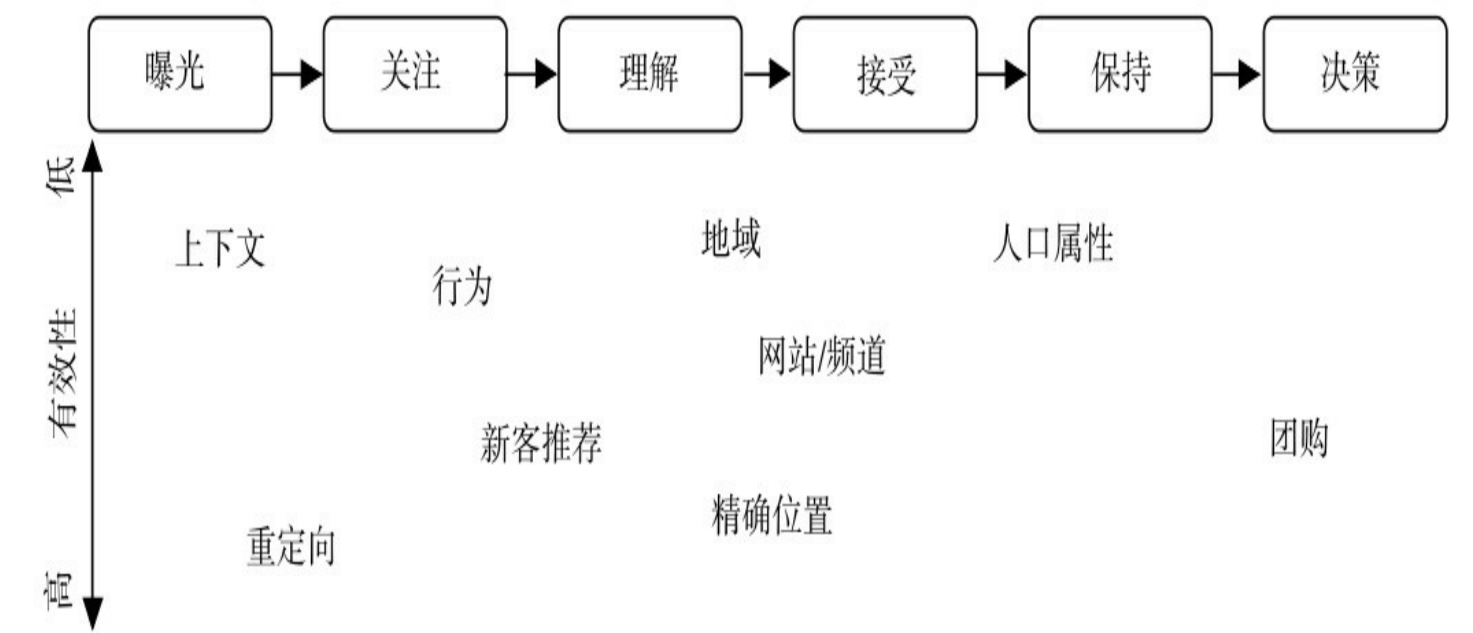 曝光
关注
理解
接受
保持
决策
低
有效性
高
上下文
地域
人口属性
行为
网站/频道
新客推荐
团购
精确位置
重定向